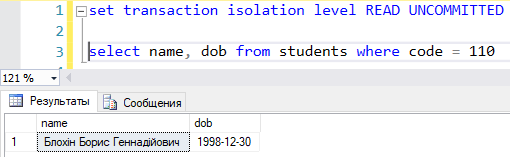 1 set transaction isolation level READ UNCOMMITTED
2
3 select name, dob from students where code = 110
121 %
Результаты Сообщения
name dob
1 Блохін Борис Геннадійович 1998-12-30